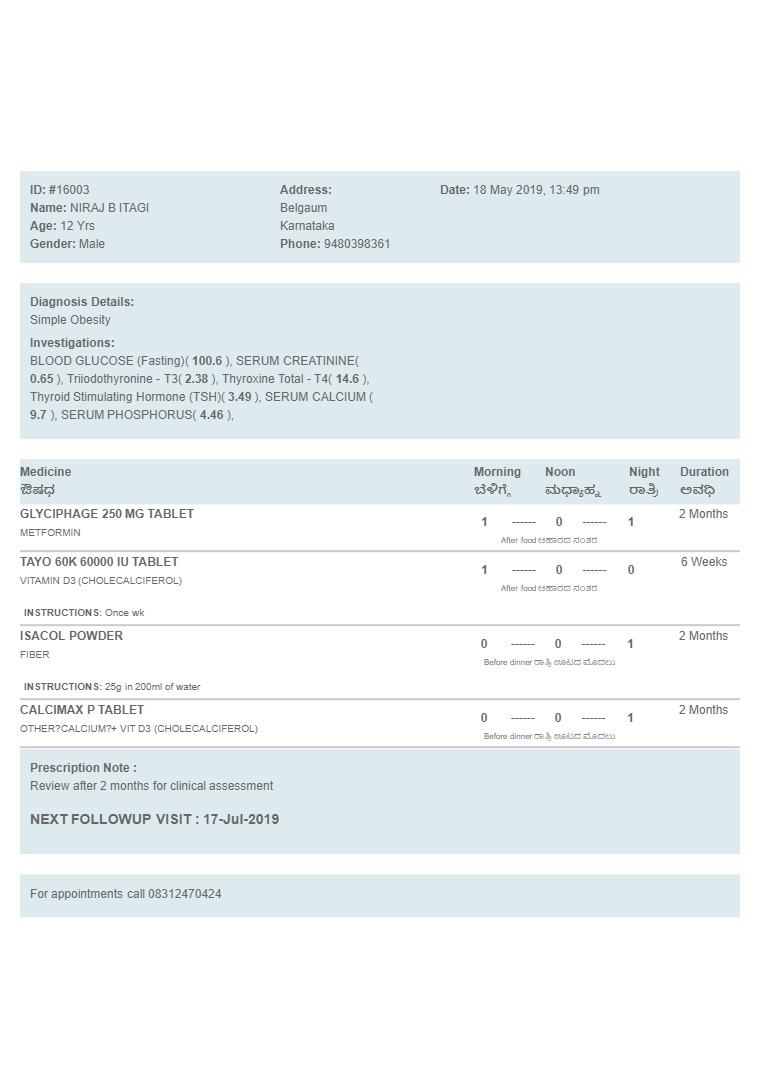 ID: #16003
Name: NIRAJ B ITAGI
Age: 12 Yrs
Gender: Male
Address:
Belgaum
Karnataka
Phone: 9480398361
Date: 18 May 2019, 13:49 pm
Diagnosis Details:
Simple Obesity
Investigations:
BLOOD GLUCOSE (Fasting)( 100.6 ), SERUM CREATININE(
0.65 ), Triiodothyronine - T3( 2.38 ), Thyroxine Total - T4( 14.6 ),
Thyroid Stimulating Hormone (TSH)( 3.49 ), SERUM CALCIUM (
9.7 ), SERUM PHOSPHORUS( 4.46 ),
Medicine Morning Noon Night Duration
ಔಷಧ ಬೆಳಿಗ್ಗೆ ಮಧ್ಯಾಹ್ನ ರಾತ್ರಿ ಅವಧಿ
GLYCIPHAGE 250 MG TABLET 1 ------ 0 ------ 1 2 Months
METFORMIN After food ಆಹಾರದ ನಂತರ
TAYO 60K 60000 IU TABLET 1 ------ 0 ------ 0 6 Weeks
VITAMIN D3 (CHOLECALCIFEROL) After food ಆಹಾರದ ನಂತರ
INSTRUCTIONS: Once wk
ISACOL POWDER 0 ------ 0 ------ 1 2 Months
FIBER Before dinner ರಾತ್ರಿ ಊಟದ ಮೊದಲು
INSTRUCTIONS: 25g in 200ml of water
CALCIMAX P TABLET 0 ------ 0 ------ 1 2 Months
OTHER?CALCIUM?+ VIT D3 (CHOLECALCIFEROL) Before dinner ರಾತ್ರಿ ಊಟದ ಮೊದಲು
Prescription Note :
Review after 2 months for clinical assessment
NEXT FOLLOWUP VISIT : 17-Jul-2019
For appointments call 08312470424